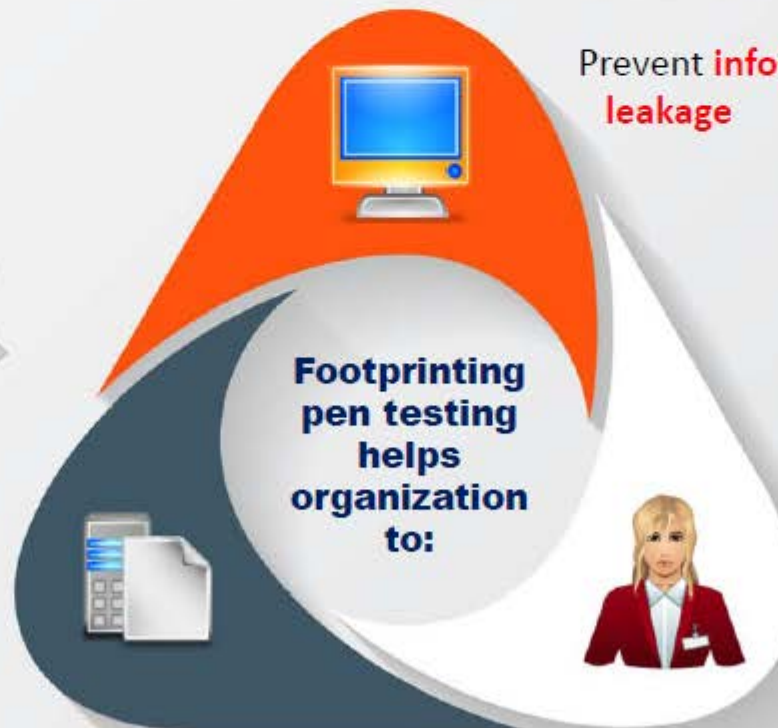 Prevent info
leakage
Footprinting
pen testing
helps
organization
to: